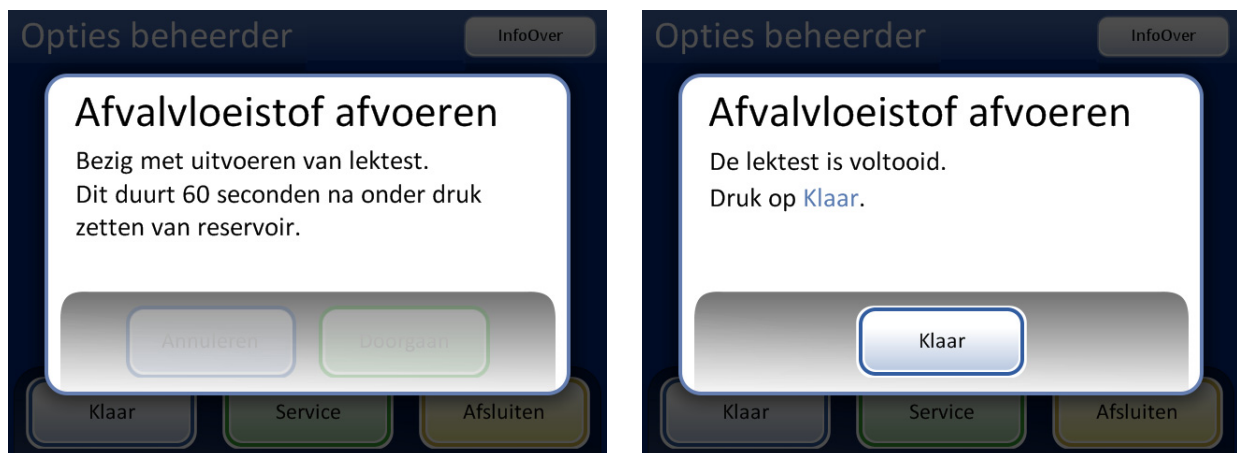 Opties beheerder
InfoOver
Afvalvloeistof afvoeren
Bezig met uitvoeren van lektest.
Dit duurt 60 seconden na onder druk
zetten van reservoir.
Annuleren
Doorgaan
Klaar
Service
Afsluiten
Opties beheerder
InfoOver
Afvalvloeistof afvoeren
De lektest is voltooid.
Druk op Klaar.
Klaar
Klaar
Service
Afsluiten